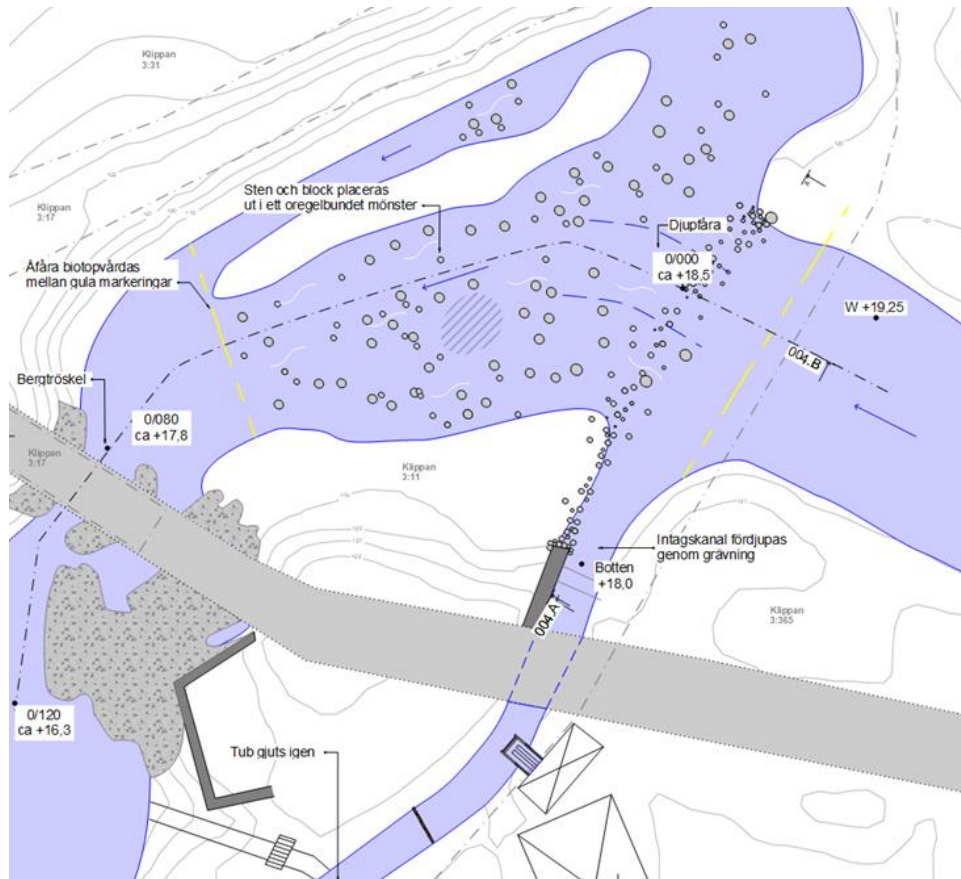 Klippan
3:31
Sten och block placeras
ut i ett oregelbundet mönster
Klippan
3:17
Djupfåra
0/000
ca +18,5
Åfåra biotopvårdas
mellan gula markeringar
W +19,25
004.B
Bergtröskel
0/080
ca +17,8
Klippan
3:17
Klippan
3:11
Intagskanal fördjupas
genom grävning
Botten
+18,0
004.A
Klippan
3:365
0/120
ca +16,3
Tub gjuts igen